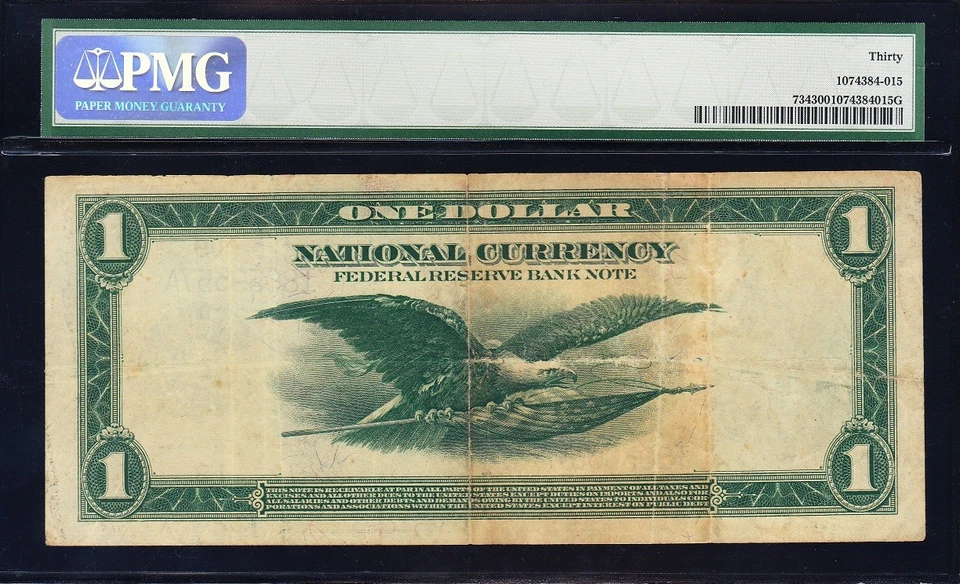 PMG
PAPER MONEY GUARANTY
Thirty
1074384-015
7343001074384015G
1
ONE DOLLAR
1
NATIONAL CURRENCY
FEDERAL RESERVE BANK NOTE
1
THIS NOTE IS RECEIVABLE AT PAR IN ALL PARTS OF THE UNITED STATES IN PAYMENT OF ALL TAXES AND
EXCISES AND ALL OTHER DUES TO THE UNITED STATES EXCEPT DUTIES ON IMPORTS AND ALSO FOR
ALL SALARIES AND OTHER DEBTS AND DEMANDS OWING BY THE UNITED STATES TO INDIVIDUALS COR
PORATIONS AND ASSOCIATIONS WITHIN THE UNITED STATES EXCEPT INTEREST ON PUBLIC DEBT
1